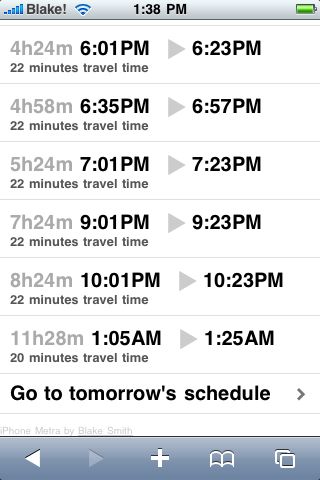 Blake! 1:38 PM
4h24m 6:01PM 6:23PM
22 minutes travel time
4h58m 6:35PM 6:57PM
22 minutes travel time
5h24m 7:01PM 7:23PM
22 minutes travel time
7h24m 9:01PM 9:23PM
22 minutes travel time
8h24m 10:01PM 10:23PM
22 minutes travel time
11h28m 1:05AM 1:25AM
20 minutes travel time
Go to tomorrow's schedule
iPhone Metra by Blake Smith